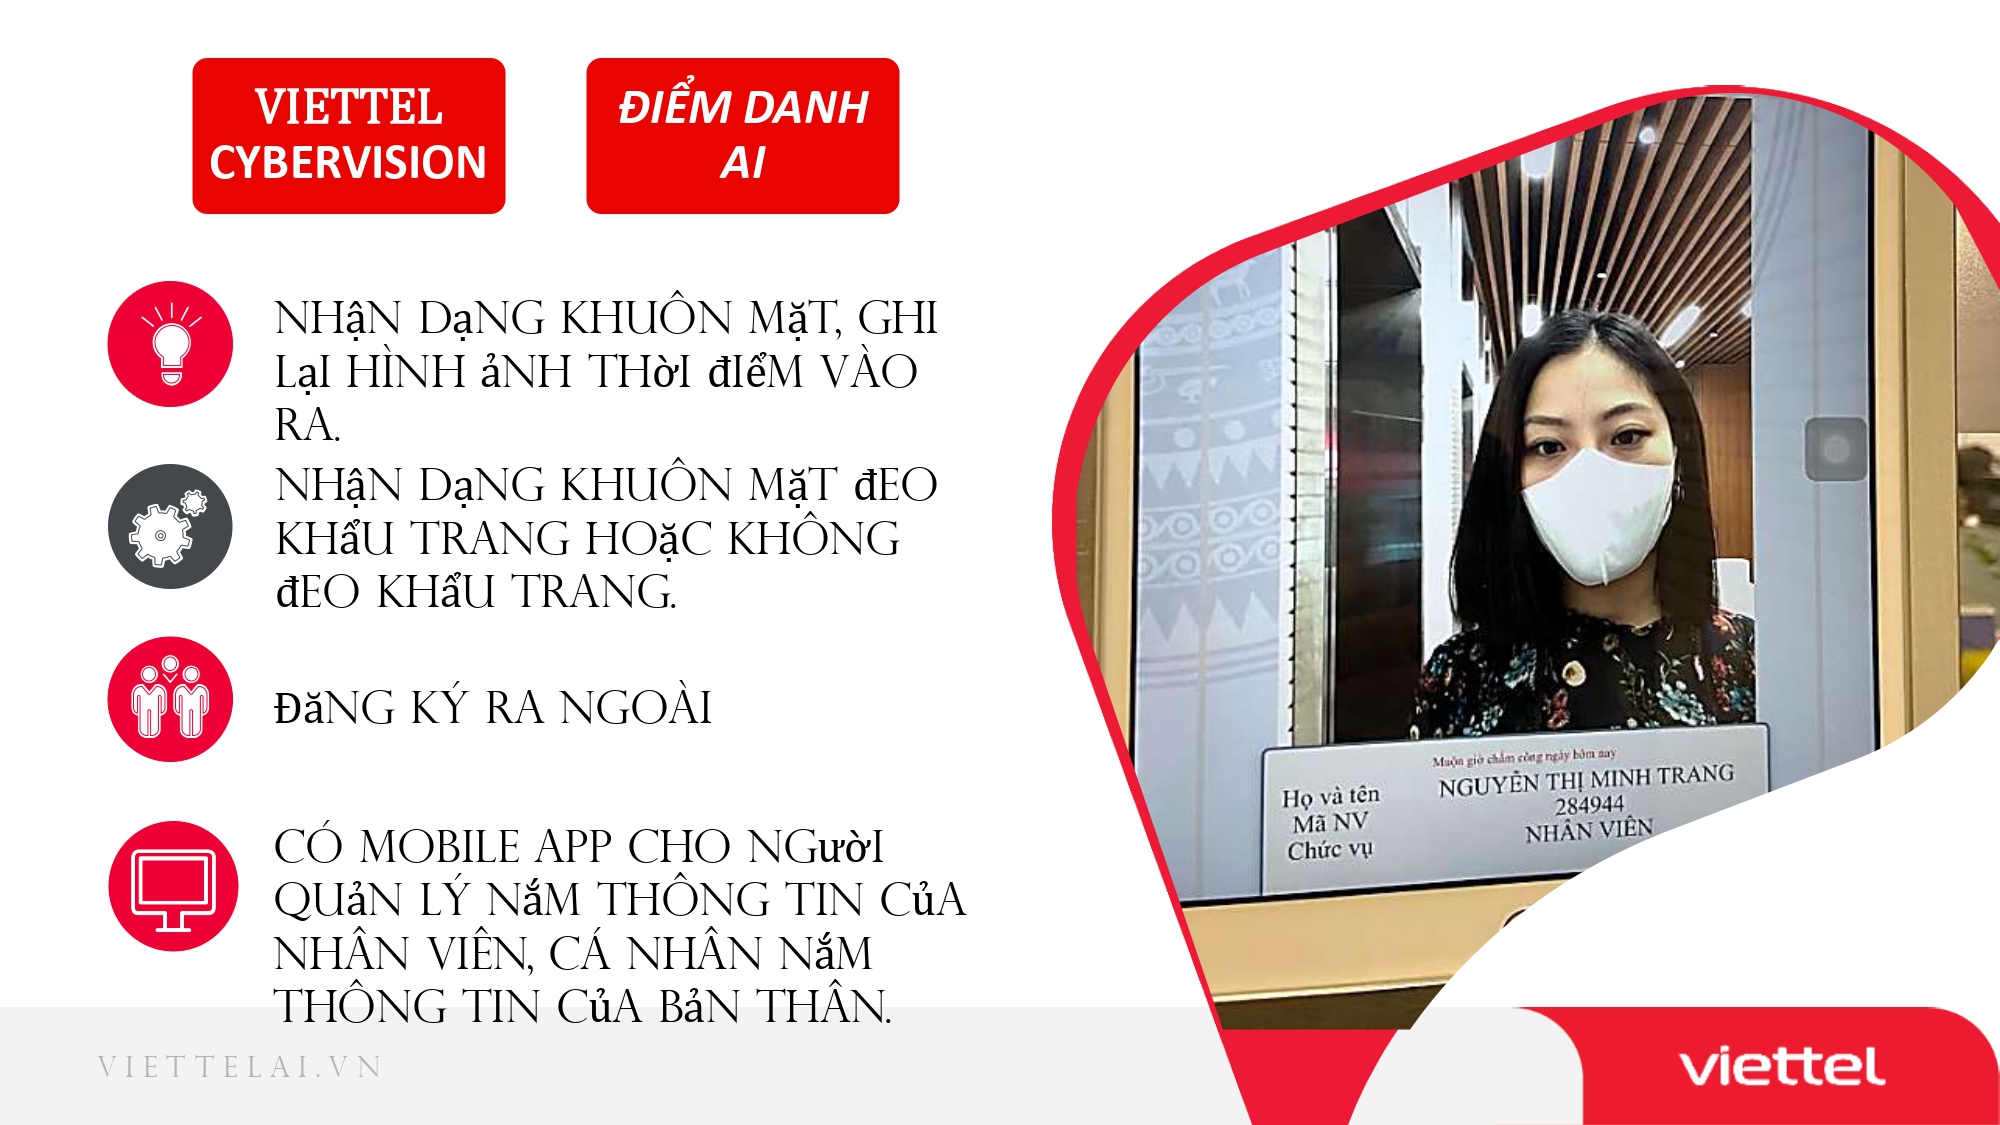 VIETTEL
CYBERVISION
ĐIỂM DANH
AI
NHậN DạNG KHUÔN MặT, GHI
LạI HÌNH ảNH THờI đIểM VÀO
RA.
NHậN DạNG KHUÔN MặT đEO
KHẩU TRANG HOặC KHÔNG
đEO KHẩU TRANG.
ĐăNG KÝ RA NGOÀI
CÓ MOBILE APP CHO NGườI
QUảN LÝ NắM THÔNG TIN CủA
NHÂN VIÊN, CÁ NHÂN NắM
THÔNG TIN CủA BảN THÂN.
Muộn giờ chấm công ngày hôm nay
Họ và tên NGUYỄN THỊ MINH TRANG
Mã NV 284944
Chức vụ NHÂN VIÊN
VIETTELAI.VN
viettel